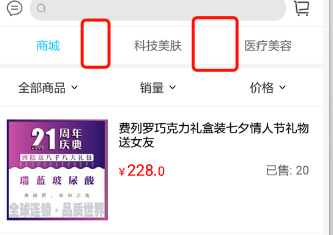 商城 科技美肤 医疗美容
全部商品 销量 价格
21周年
庆典
瑞蓝玻尿酸
全球连锁·品质世界
费列罗巧克力礼盒装七夕情人节礼物
送女友
¥228.0 已售: 20